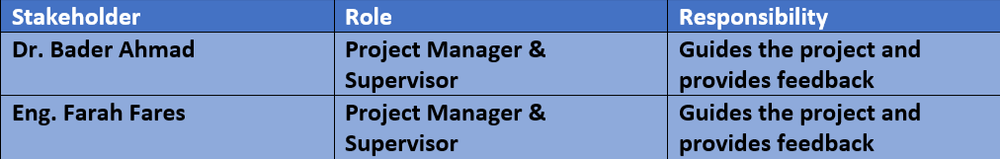 Stakeholder Role Responsibility
Dr. Bader Ahmad Project Manager & Guides the project and
Supervisor provides feedback
Eng. Farah Fares Project Manager & Guides the project and
Supervisor provides feedback